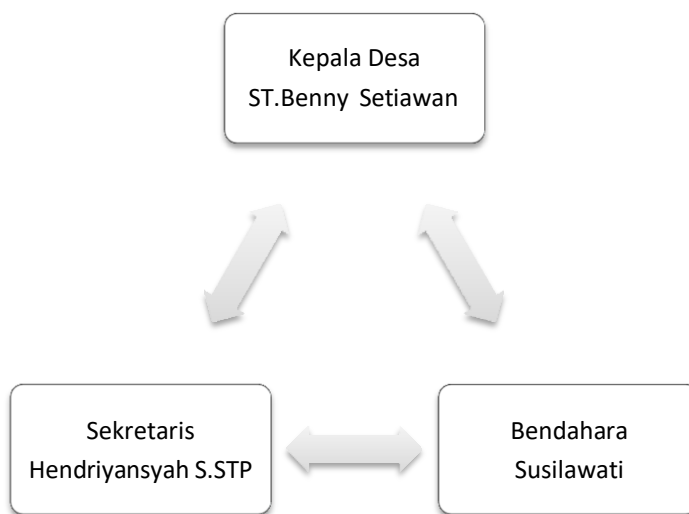 Kepala Desa
ST.Benny Setiawan
Sekretaris
Hendriyansyah S.STP
Bendahara
Susilawati